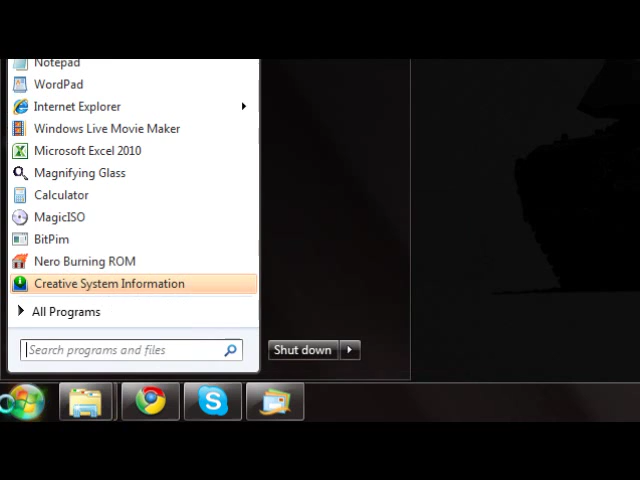 Notepad
WordPad
Internet Explorer
Windows Live Movie Maker
Microsoft Excel 2010
Magnifying Glass
Calculator
MagicISO
BitPim
Nero Burning ROM
Creative System Information
All Programs
Search programs and files
Shut down